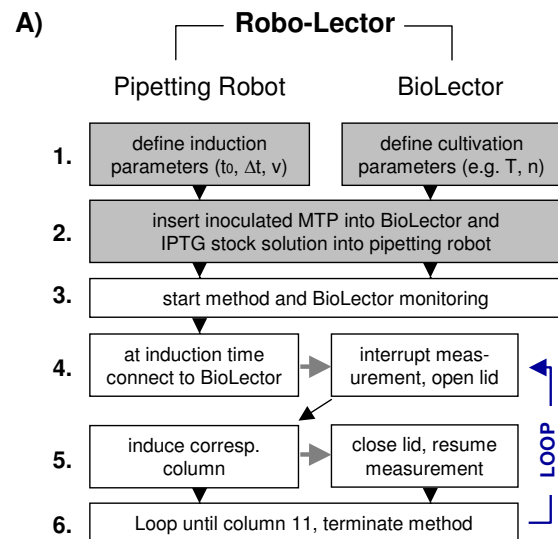 A)
Robo-Lector
Pipetting Robot
BioLector
1.
define induction
parameters (t0, Δt, v)
define cultivation
parameters (e.g. T, n)
2.
insert inoculated MTP into BioLector and
IPTG stock solution into pipetting robot
3.
start method and BioLector monitoring
4.
at induction time
connect to BioLector
interrupt meas-
urement, open lid
5.
induce corresp.
column
close lid, resume
measurement
LOOP
6.
Loop until column 11, terminate method